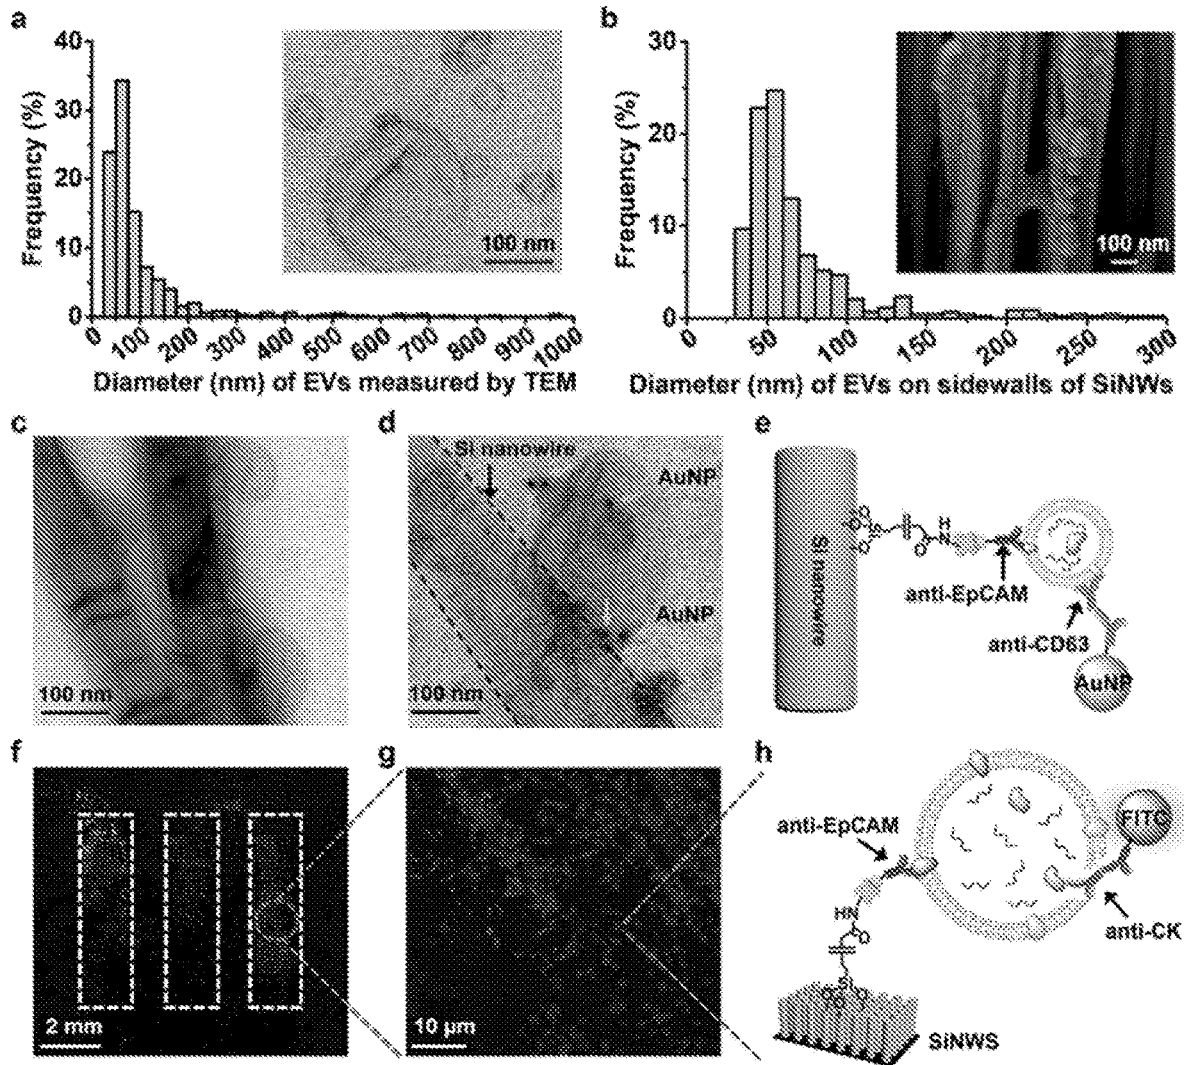 a
40
30
20
10
0
Frequency (%)
100 nm
0
100
200
300
400
500
600
700
800
900
1000
Diameter (nm) of EVs measured by TEM
b
30
20
10
0
Frequency (%)
100 nm
0
50
100
150
200
250
300
Diameter (nm) of EVs on sidewalls of SiNWs
c
100 nm
d
Si nanowire
AuNP
AuNP
100 nm
e
Si nanowire
O
O
Si
O
O
H
N
anti-EpCAM
anti-CD63
AuNP
f
2 mm
g
10 μm
h
anti-EpCAM
FITC
anti-CK
HN
O
Si
O
O
O
SiNWS